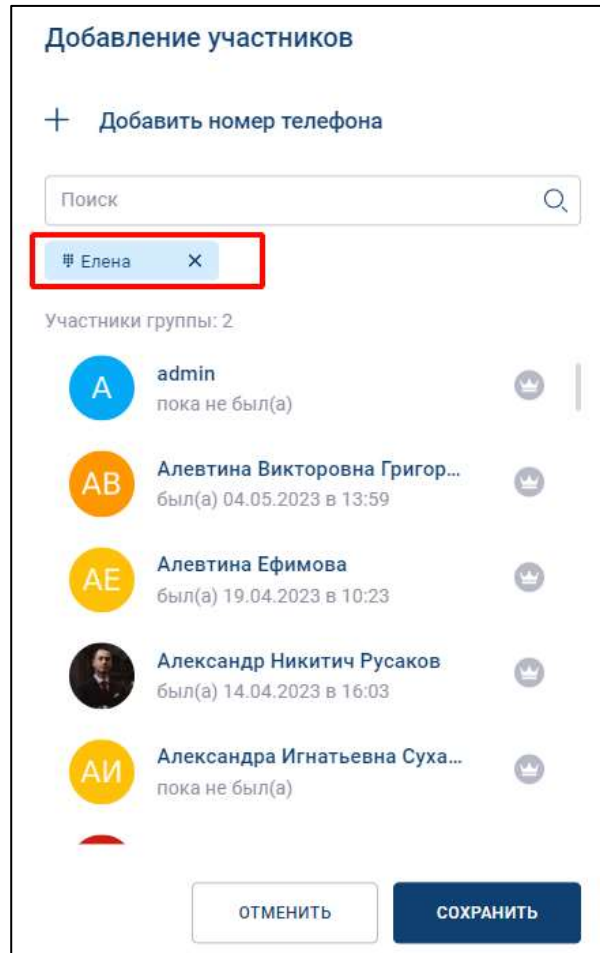 Добавление участников
Добавить номер телефона
Поиск
Елена
Участники группы: 2
A
admin
пока не был(а)
АВ
Алевтина Викторовна Григор...
был(а) 04.05.2023 в 13:59
АЕ
Алевтина Ефимова
был(а) 19.04.2023 в 10:23
Александр Никитич Русаков
был(а) 14.04.2023 в 16:03
АИ
Александра Игнатьевна Суха...
пока не был(а)
ОТМЕНИТЬ
СОХРАНИТЬ